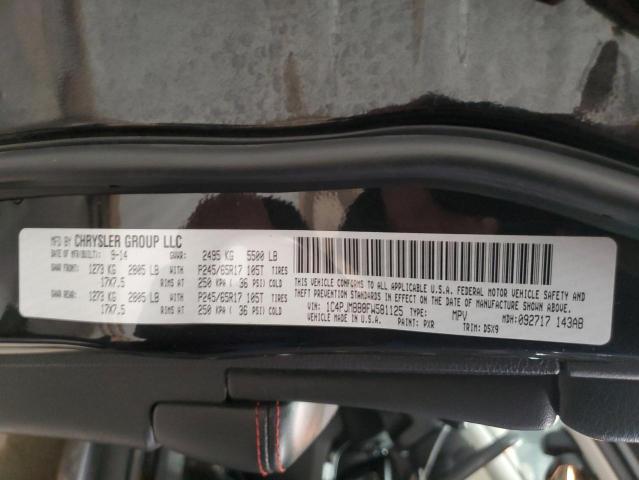 MFD BY CHRYSLER GROUP LLC
DATE OF MFR(BUILT): 9-14 GVWR: 2495 KG 5500 LB
GAWR FRONT: 1273 KG 2805 LB WITH P245/65R17 105T TIRES
17X7.5 RIMS AT 250 KPA ( 36 PSI) COLD
GAWR REAR: 1273 KG 2805 LB WITH P245/65R17 105T TIRES
17X7.5 RIMS AT 250 KPA ( 36 PSI) COLD
THIS VEHICLE CONFORMS TO ALL APPLICABLE U.S.A. FEDERAL MOTOR VEHICLE SAFETY AND
THEFT PREVENTION STANDARDS IN EFFECT ON THE DATE OF MANUFACTURE SHOWN ABOVE.
VIN: 1C4PJMBB8FW581125 TYPE: MPV MDH: 092717 143AB
MADE IN U.S.A. PAINT: PXR TRIM: DSX9